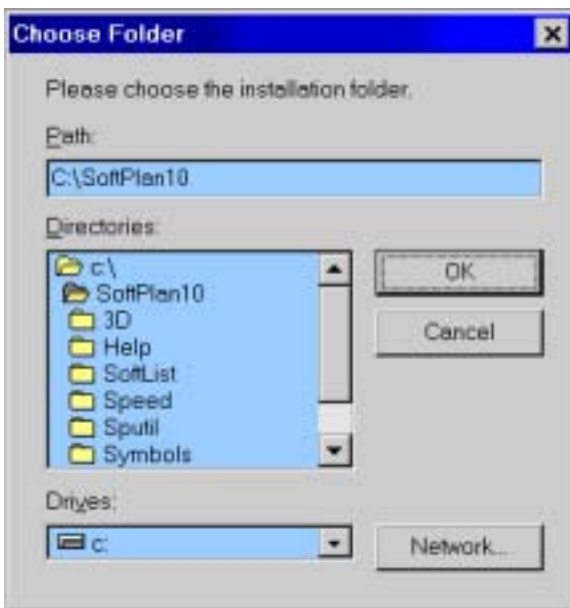 Choose Folder
Please choose the installation folder.
Path:
C:\SoftPlan10
Directories:
c:\
SoftPlan10
3D
Help
SoftList
Speed
Sputil
Symbols
OK
Cancel
Drives:
c:
Network...